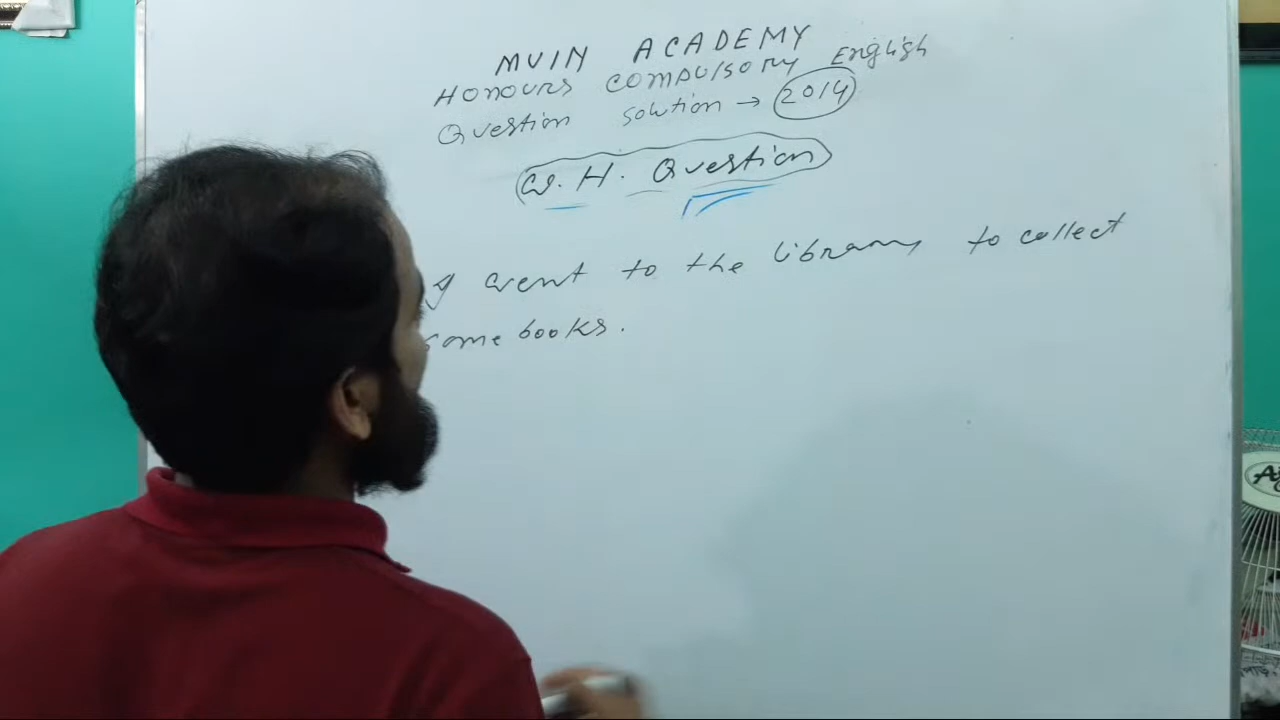 MUIN ACADEMY
HONOURS COMPULSORY English
Question solution → 2014
W. H. Question
I went to the library to collect
some books.